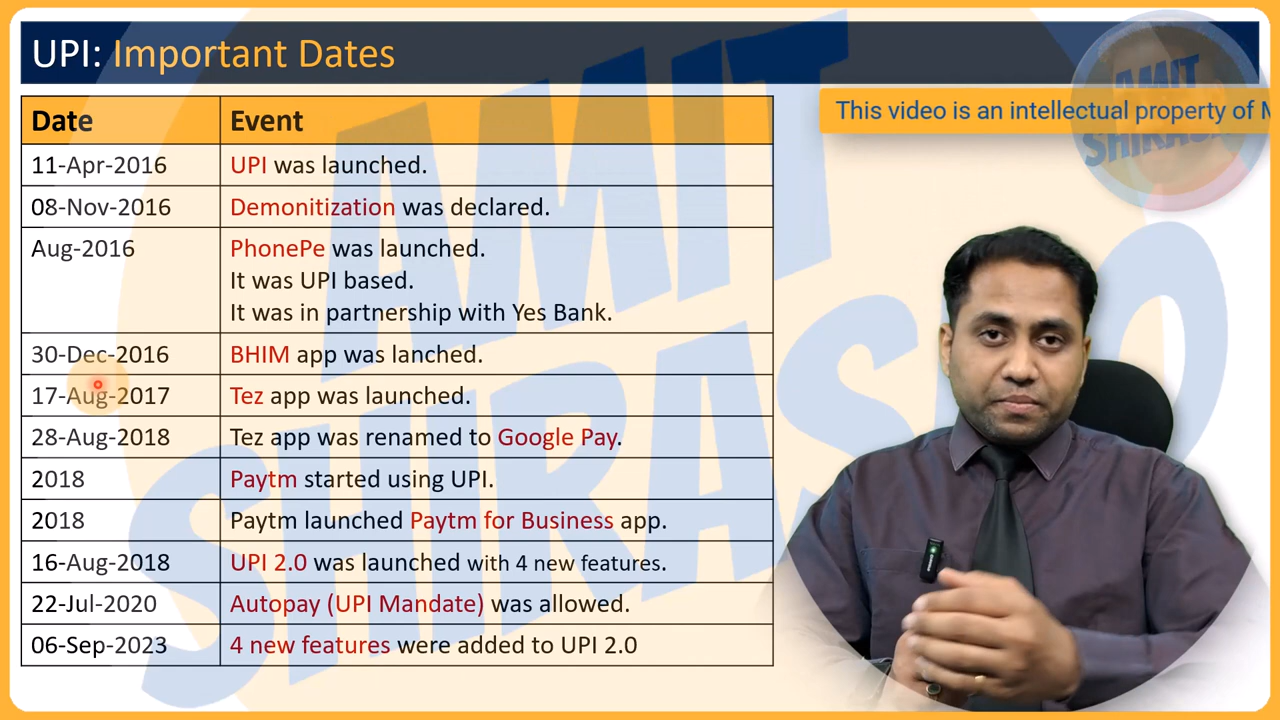 UPI: Important Dates
This video is an intellectual property of M
AMIT
SHIRAS
Date Event
11-Apr-2016 UPI was launched.
08-Nov-2016 Demonitization was declared.
Aug-2016 PhonePe was launched.
It was UPI based.
It was in partnership with Yes Bank.
30-Dec-2016 BHIM app was lanched.
17-Aug-2017 Tez app was launched.
28-Aug-2018 Tez app was renamed to Google Pay.
2018 Paytm started using UPI.
2018 Paytm launched Paytm for Business app.
16-Aug-2018 UPI 2.0 was launched with 4 new features.
22-Jul-2020 Autopay (UPI Mandate) was allowed.
06-Sep-2023 4 new features were added to UPI 2.0
AMIT
SHIRASAO